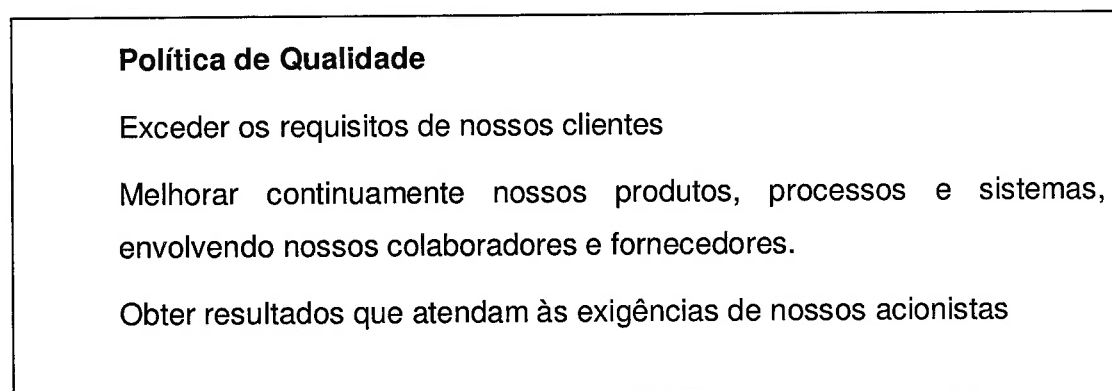 Política de Qualidade
Exceder os requisitos de nossos clientes
Melhorar continuamente nossos produtos, processos e sistemas,
envolvendo nossos colaboradores e fornecedores.
Obter resultados que atendam às exigências de nossos acionistas